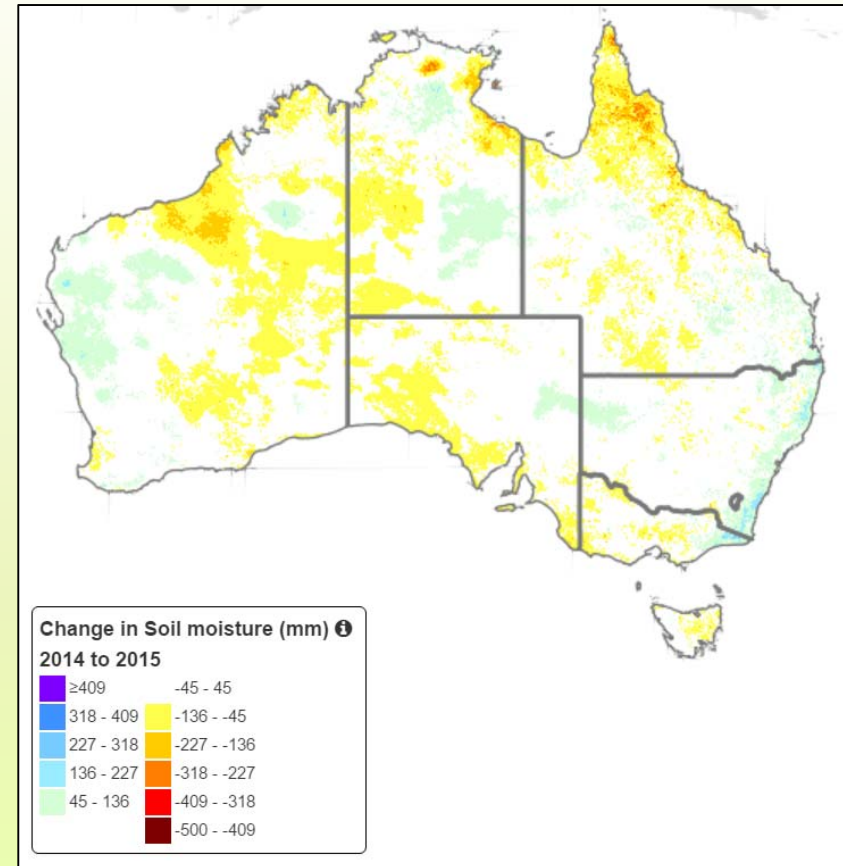 Change in Soil moisture (mm) ℹ
2014 to 2015
≥409 -45 - 45
318 - 409 -136 - -45
227 - 318 -227 - -136
136 - 227 -318 - -227
45 - 136 -409 - -318
-500 - -409